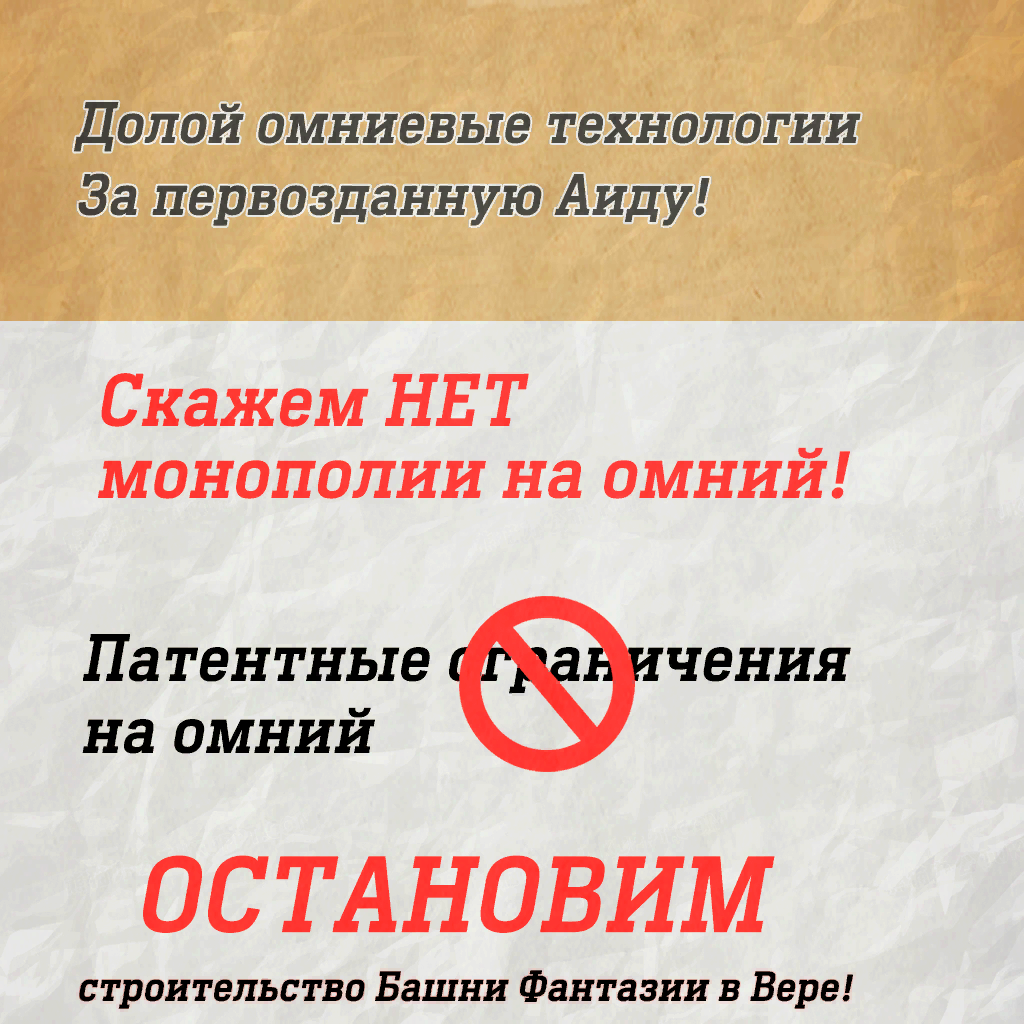 Долой омниевые технологии
За первозданную Аиду!
Скажем НЕТ
монополии на омний!
Патентные ограничения
на омний
ОСТАНОВИМ
строительство Башни Фантазии в Вере!